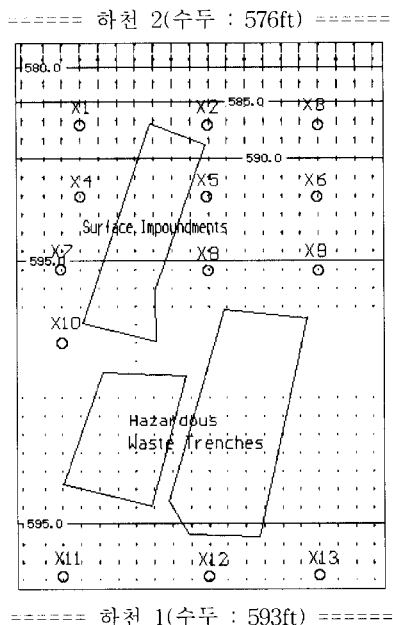 ====== 하천 2(수두 : 576ft) ======
580.0
585.0
X1 X2 X3
590.0
X4 X5 X6
Surface Impoundments
X7 X8 X9
595.0
X10
Hazardous
Waste Trenches
595.0
X11 X12 X13
====== 하천 1(수두 : 593ft) ======